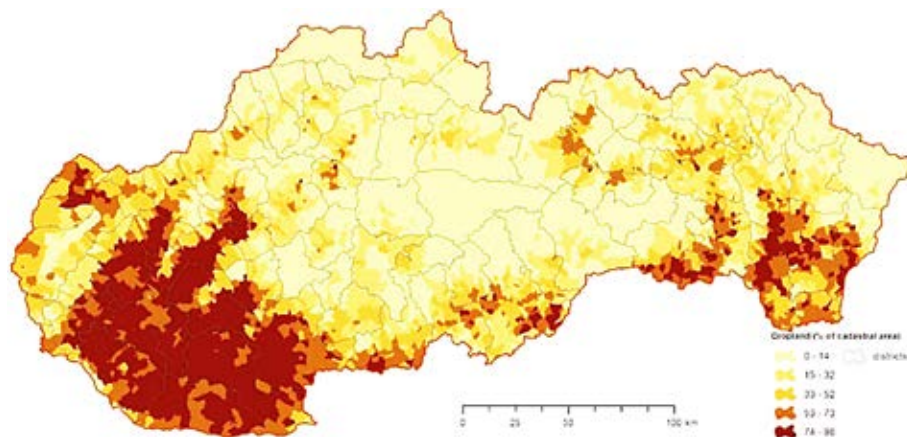 Cropland (% of cadastral area)
0 - 14 districts
15 - 32
33 - 52
53 - 73
74 - 98
0 25 50 100 km